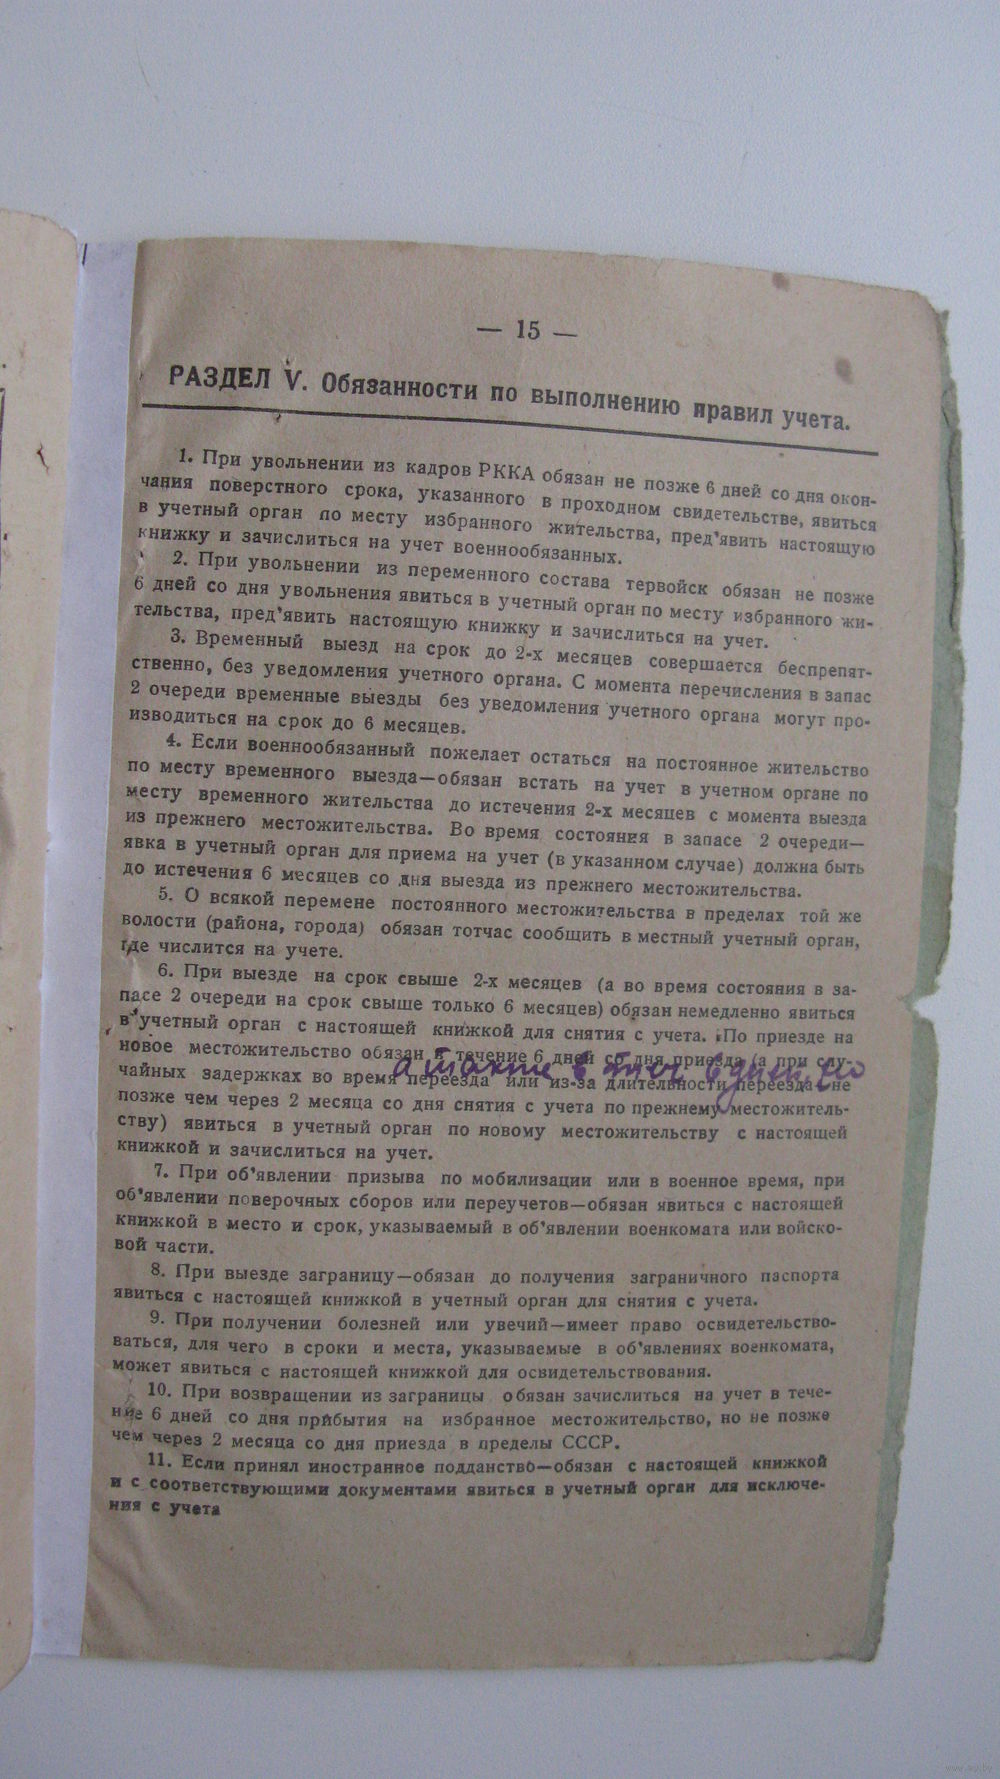 — 15 —
РАЗДЕЛ V. Обязанности по выполнению правил учета.
1. При увольнении из кадров РККА обязан не позже 6 дней со дня окон-
чания поверстного срока, указанного в проходном свидетельстве, явиться
в учетный орган по месту избранного жительства, пред'явить настоящую
книжку и зачислиться на учет военнообязанных.
2. При увольнении из переменного состава тервойск обязан не позже
6 дней со дня увольнения явиться в учетный орган по месту избранного жи-
тельства, пред'явить настоящую книжку и зачислиться на учет.
3. Временный выезд на срок до 2-х месяцев совершается беспрепят-
ственно, без уведомления учетного органа. С момента перечисления в запас
2 очереди временные выезды без уведомления учетного органа могут про-
изводиться на срок до 6 месяцев.
4. Если военнообязанный пожелает остаться на постоянное жительство
по месту временного выезда—обязан встать на учет в учетном органе по
месту временного жительства до истечения 2-х месяцев с момента выезда
из прежнего местожительства. Во время состояния в запасе 2 очереди—
явка в учетный орган для приема на учет (в указанном случае) должна быть
до истечения 6 месяцев со дня выезда из прежнего местожительства.
5. О всякой перемене постоянного местожительства в пределах той же
волости (района, города) обязан тотчас сообщить в местный учетный орган,
где числится на учете.
6. При выезде на срок свыше 2-х месяцев (а во время состояния в за-
пасе 2 очереди на срок свыше только 6 месяцев) обязан немедленно явиться
в учетный орган с настоящей книжкой для снятия с учета. По приезде на
новое местожительство обязан в течение 6 дней со дня приезда (а при слу-
а также в теч. 6 дней со
чайных задержках во время переезда или из-за длительности переезда не
позже чем через 2 месяца со дня снятия с учета по прежнему местожитель-
ству) явиться в учетный орган по новому местожительству с настоящей
книжкой и зачислиться на учет.
7. При об'явлении призыва по мобилизации или в военное время, при
об'явлении поверочных сборов или переучетов—обязан явиться с настоящей
книжкой в место и срок, указываемый в об'явлении военкомата или войско-
вой части.
8. При выезде заграницу—обязан до получения заграничного паспорта
явиться с настоящей книжкой в учетный орган для снятия с учета.
9. При получении болезней или увечий—имеет право освидетельство-
ваться, для чего в сроки и места, указываемые в об'явлениях военкомата,
может явиться с настоящей книжкой для освидетельствования.
10. При возвращении из заграницы обязан зачислиться на учет в тече-
ние 6 дней со дня прибытия на избранное местожительство, но не позже
чем через 2 месяца со дня приезда в пределы СССР.
11. Если принял иностранное подданство—обязан с настоящей книжкой
и с соответствующими документами явиться в учетный орган для исключе-
ния с учета